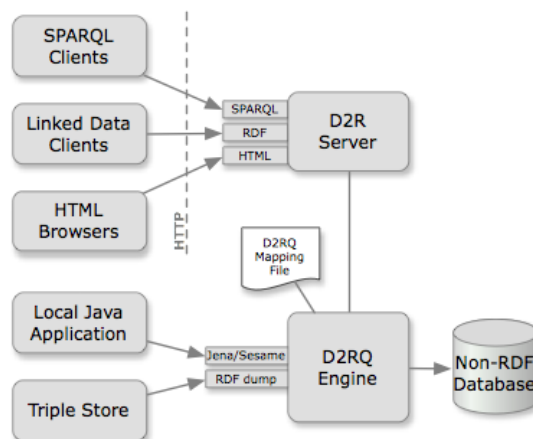 SPARQL
Clients
Linked Data
Clients
HTML
Browsers
HTTP
SPARQL
RDF
HTML
D2R
Server
D2RQ
Mapping
File
Local Java
Application
Triple Store
Jena/Sesame
RDF dump
D2RQ
Engine
Non-RDF
Database